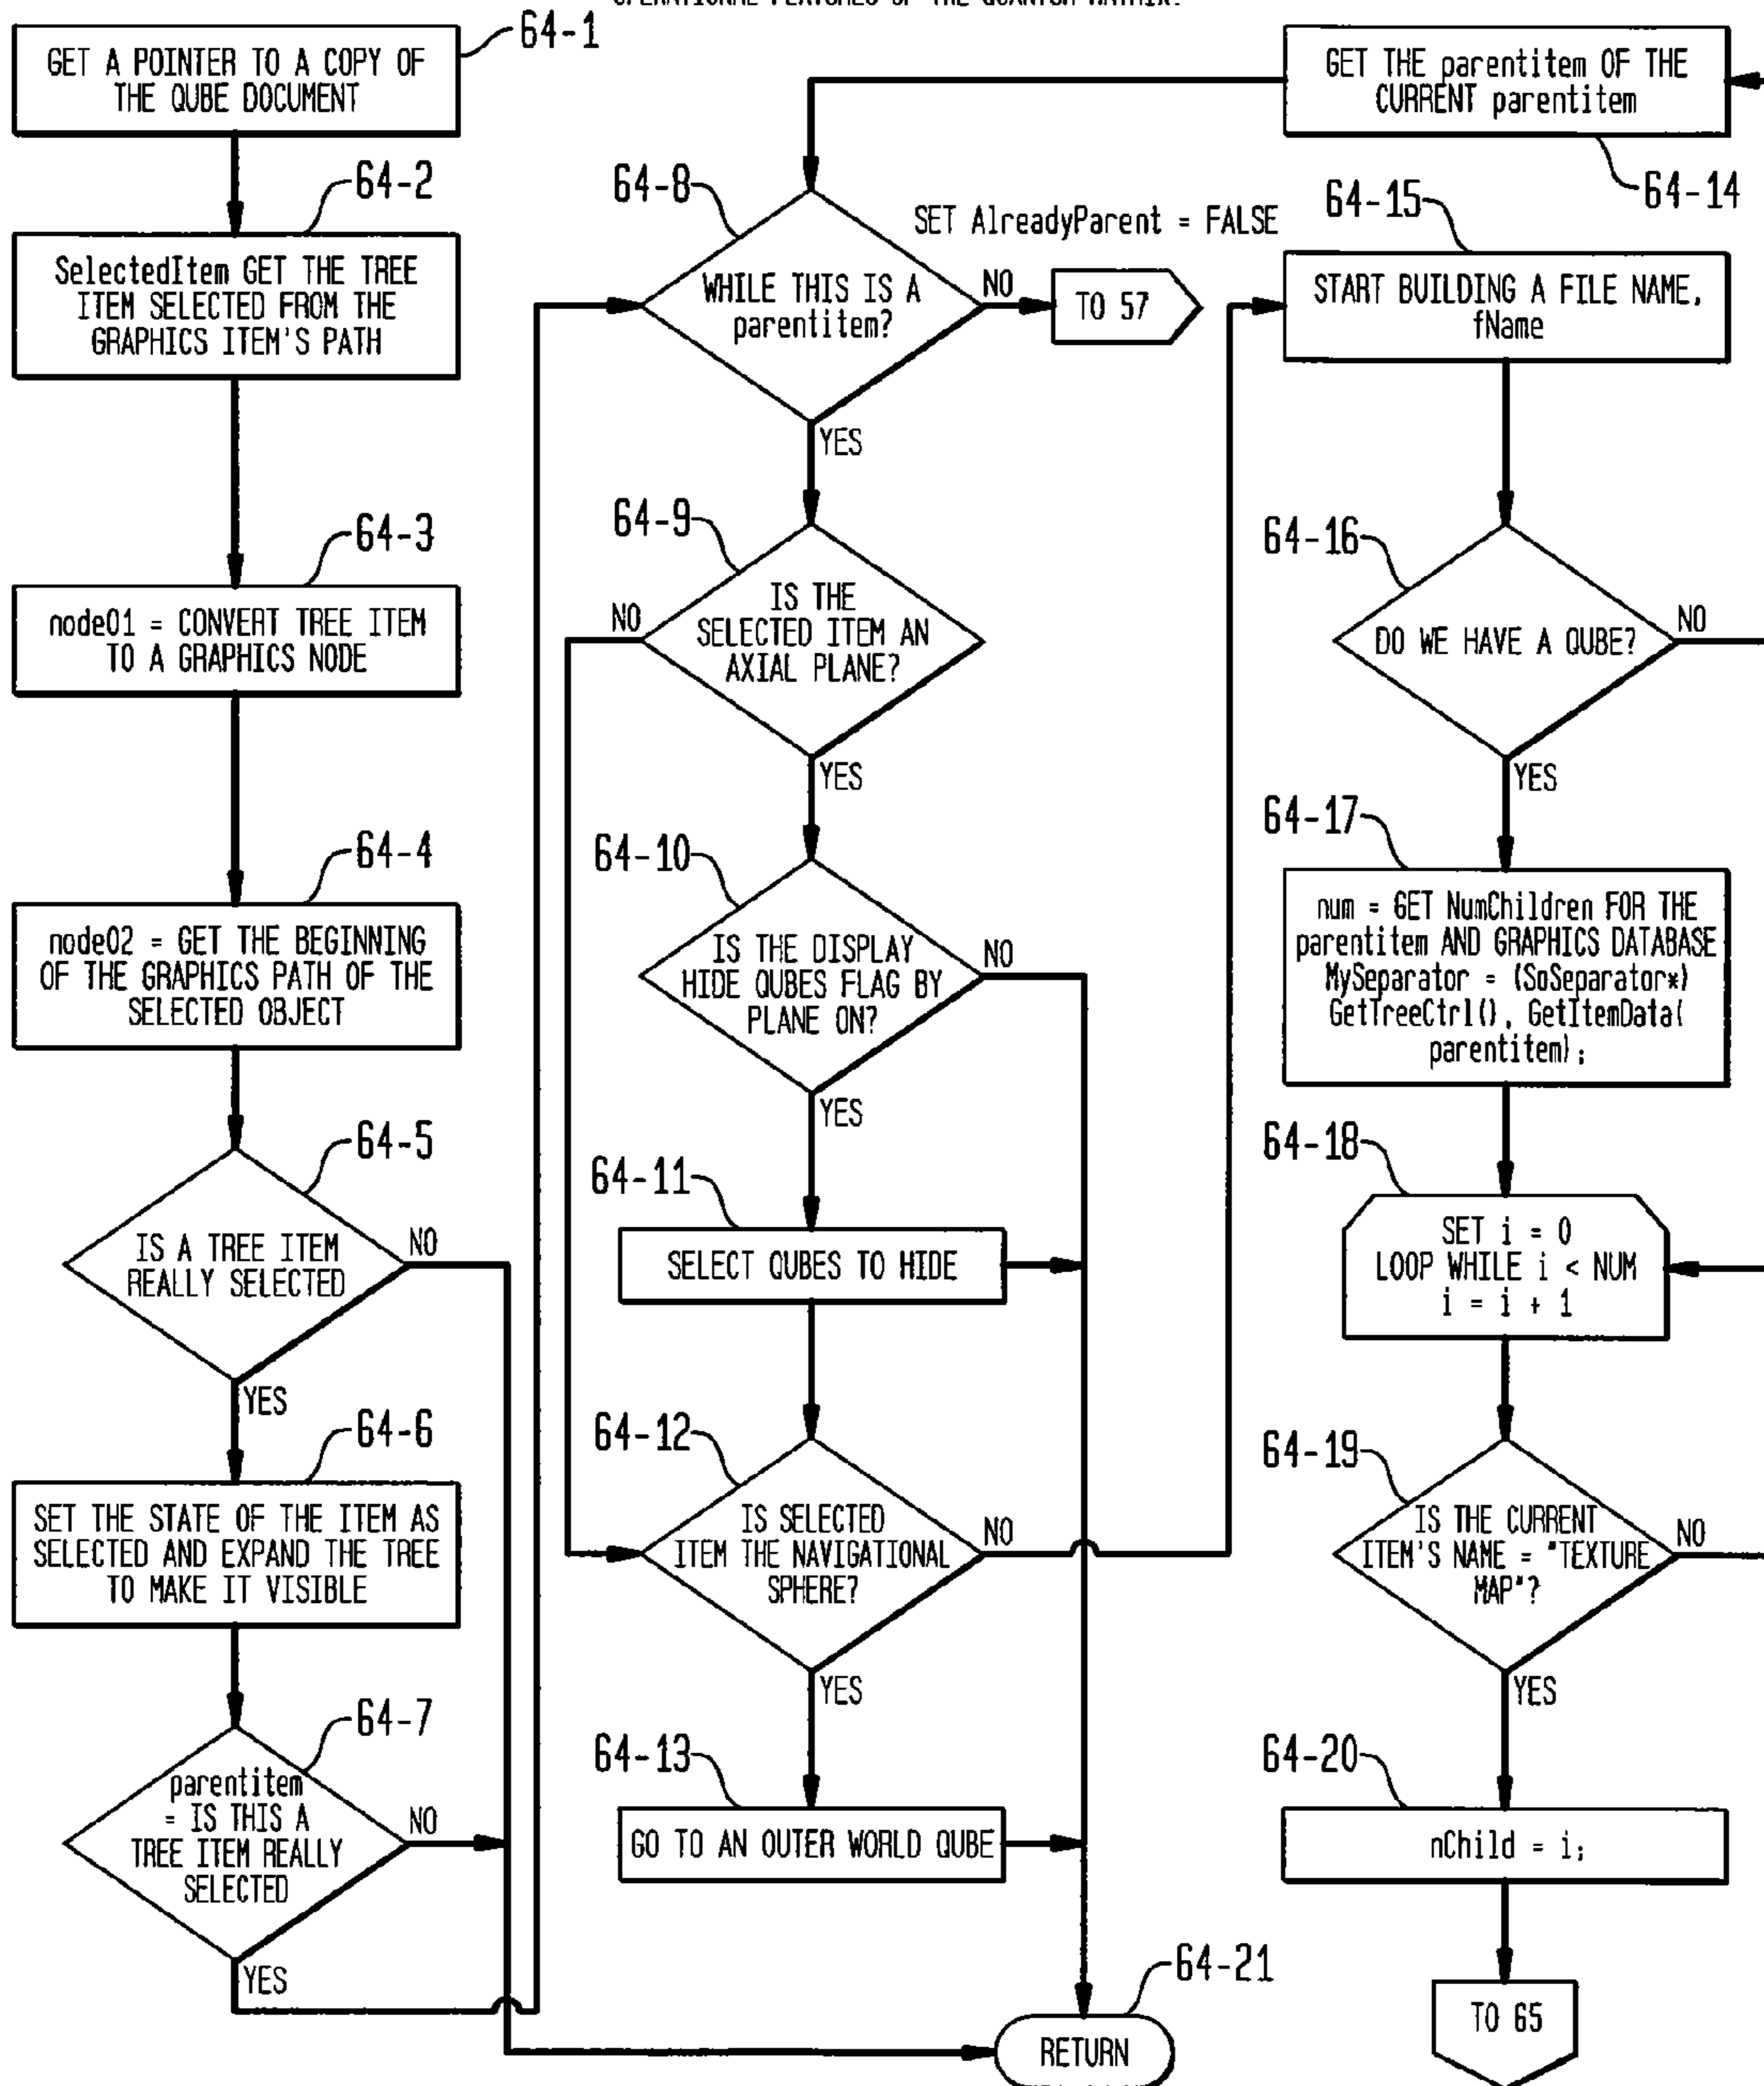 64-1
GET A POINTER TO A COPY OF
THE QUBE DOCUMENT
64-2
SelectedItem GET THE TREE
ITEM SELECTED FROM THE
GRAPHICS ITEM'S PATH
64-3
node01 = CONVERT TREE ITEM
TO A GRAPHICS NODE
64-4
node02 = GET THE BEGINNING
OF THE GRAPHICS PATH OF THE
SELECTED OBJECT
64-5
IS A TREE ITEM
REALLY SELECTED
NO
YES
64-6
SET THE STATE OF THE ITEM AS
SELECTED AND EXPAND THE TREE
TO MAKE IT VISIBLE
64-7
parentitem
= IS THIS A
TREE ITEM REALLY
SELECTED
NO
YES
64-8
SET AlreadyParent = FALSE
WHILE THIS IS A
parentitem?
NO
TO 57
YES
64-9
IS THE
SELECTED ITEM AN
AXIAL PLANE?
NO
YES
64-10
IS THE DISPLAY
HIDE QUBES FLAG BY
PLANE ON?
NO
YES
64-11
SELECT QUBES TO HIDE
64-12
IS SELECTED
ITEM THE NAVIGATIONAL
SPHERE?
NO
YES
64-13
GO TO AN OUTER WORLD QUBE
64-21
RETURN
GET THE parentitem OF THE
CURRENT parentitem
64-14
64-15
START BUILDING A FILE NAME,
fName
64-16
DO WE HAVE A QUBE?
NO
YES
64-17
num = GET NumChildren FOR THE
parentitem AND GRAPHICS DATABASE
MySeparator = (SoSeparator*)
GetTreeCtrl(), GetItemData(
parentitem);
64-18
SET i = 0
LOOP WHILE i < NUM
i = i + 1
64-19
IS THE CURRENT
ITEM'S NAME = "TEXTURE
MAP"?
NO
YES
64-20
nChild = i;
TO 65